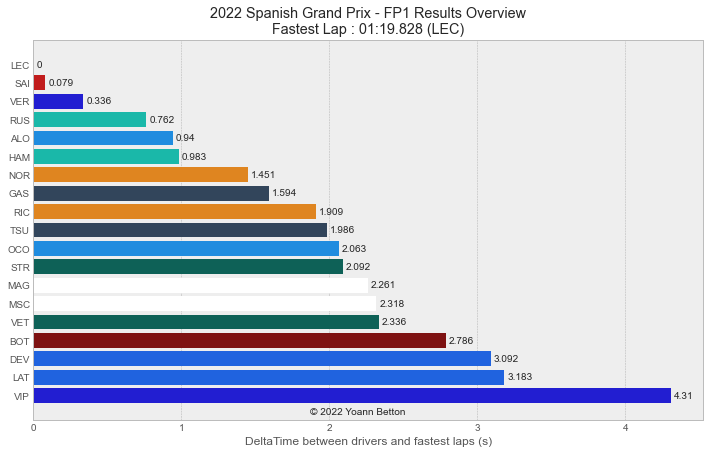 2022 Spanish Grand Prix - FP1 Results Overview
Fastest Lap : 01:19.828 (LEC)
LEC 0
SAI 0.079
VER 0.336
RUS 0.762
ALO 0.94
HAM 0.983
NOR 1.451
GAS 1.594
RIC 1.909
TSU 1.986
OCO 2.063
STR 2.092
MAG 2.261
MSC 2.318
VET 2.336
BOT 2.786
DEV 3.092
LAT 3.183
VIP 4.31
© 2022 Yoann Betton
0 1 2 3 4
DeltaTime between drivers and fastest laps (s)